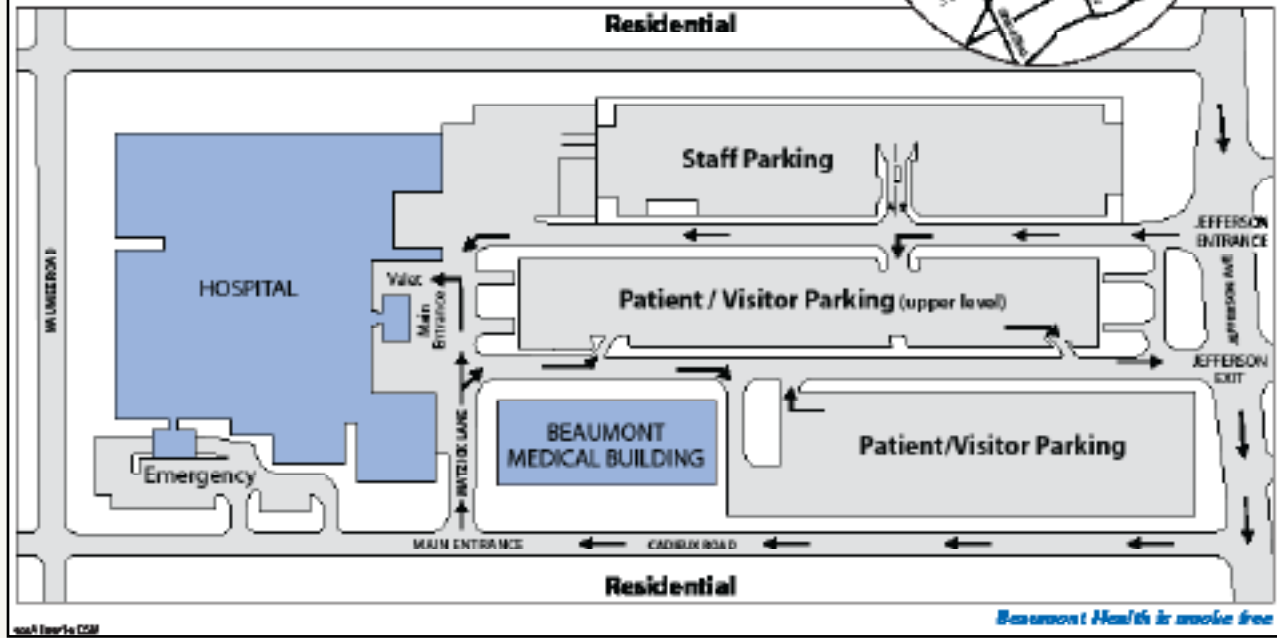 Residential
Staff Parking
JEFFERSON
ENTRANCE
HOSPITAL
Valet
Main
Entrance
Patient / Visitor Parking (upper level)
JEFFERSON AVE
JEFFERSON
EXIT
BEAUMONT
MEDICAL BUILDING
Patient/Visitor Parking
Emergency
MAIN ENTRANCE
CADIEUX ROAD
Residential
Beaumont Health is smoke free